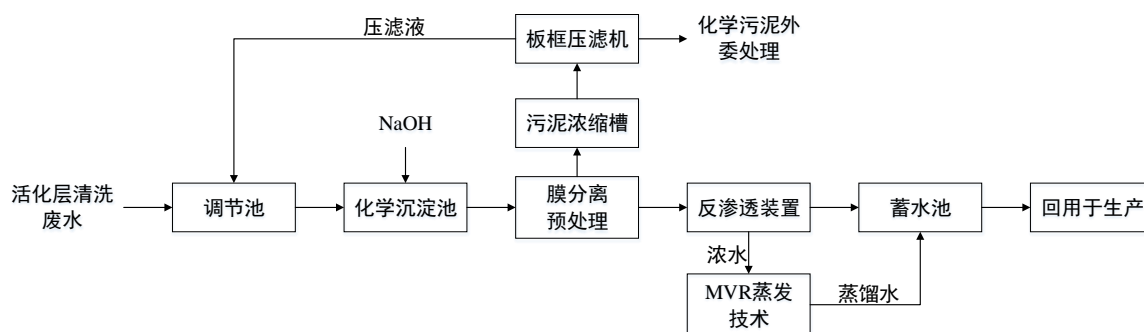 压滤液
板框压滤机
化学污泥外
委处理
NaOH
污泥浓缩槽
活化层清洗
废水
调节池
化学沉淀池
膜分离
预处理
反渗透装置
蓄水池
回用于生产
浓水
MVR蒸发
技术
蒸馏水